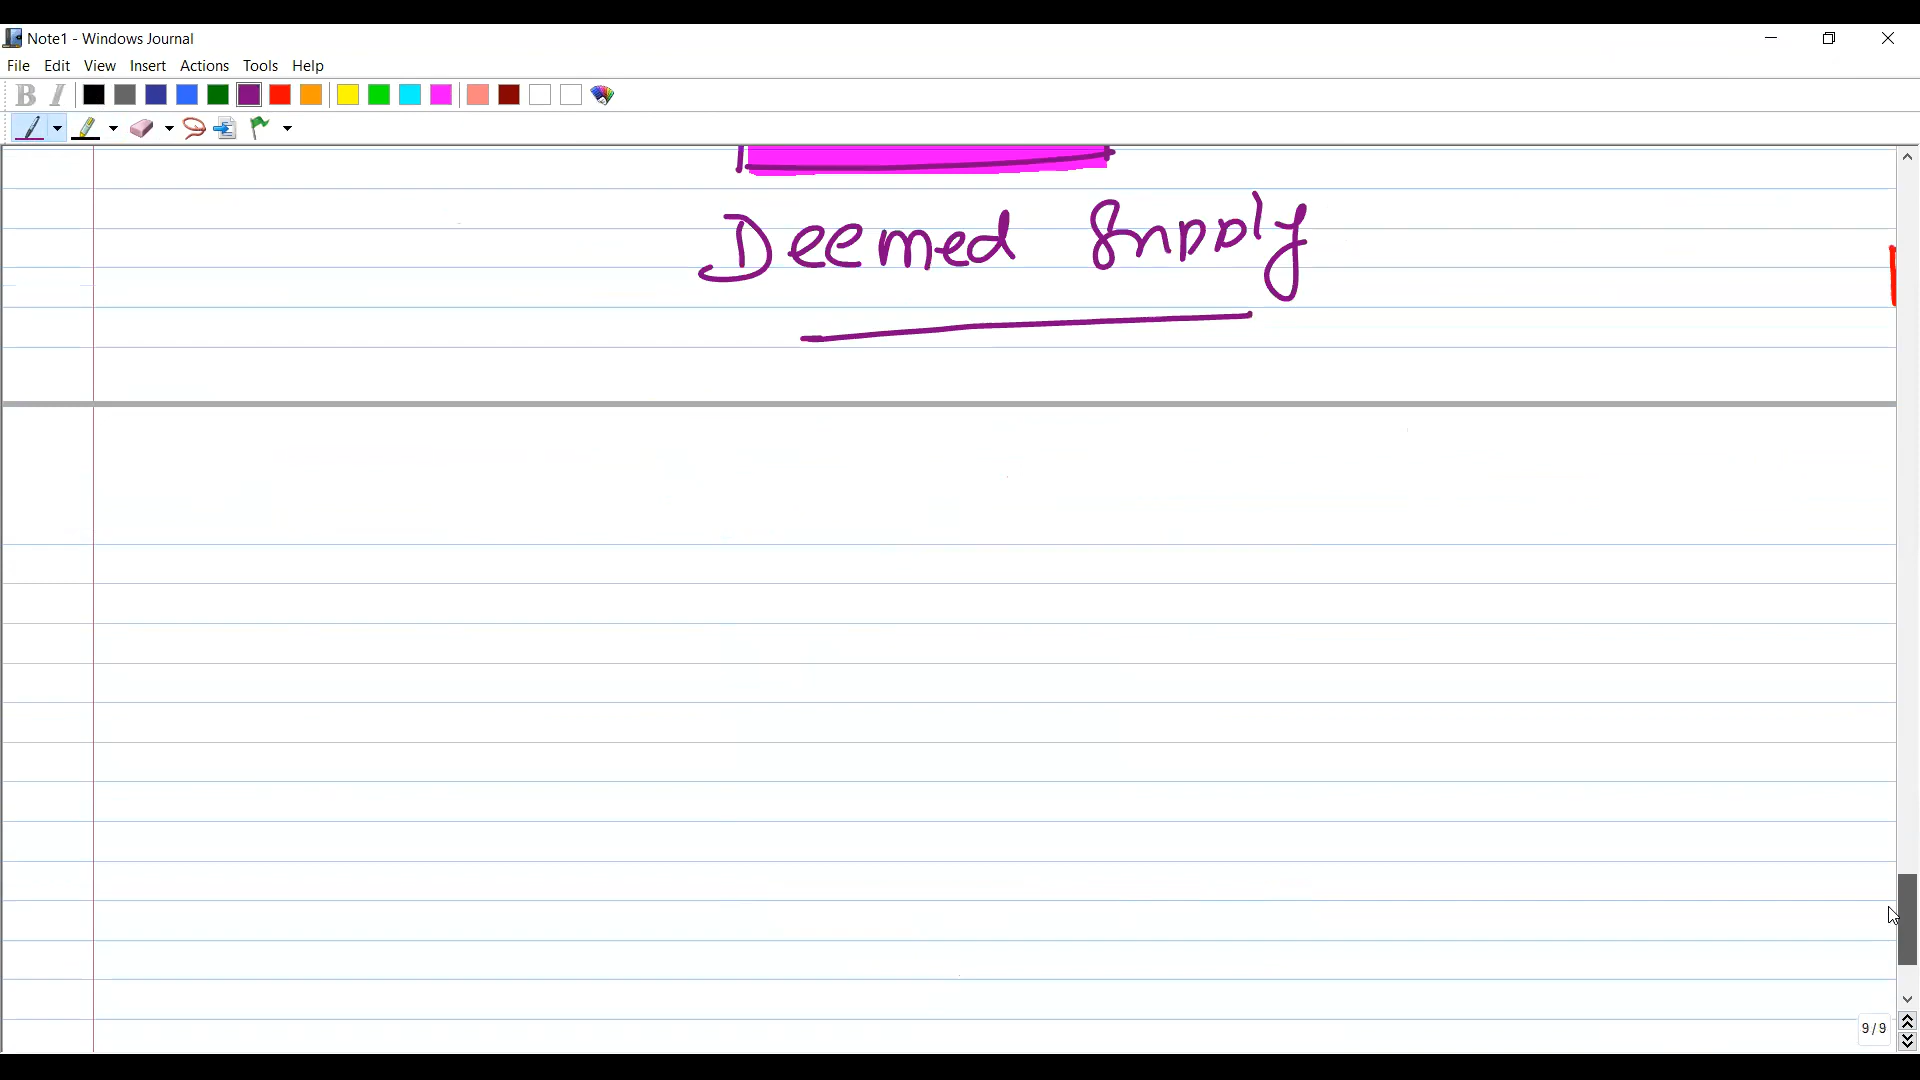 Note1 - Windows Journal
File Edit View Insert Actions Tools Help
B I
Deemed Supply
9/9